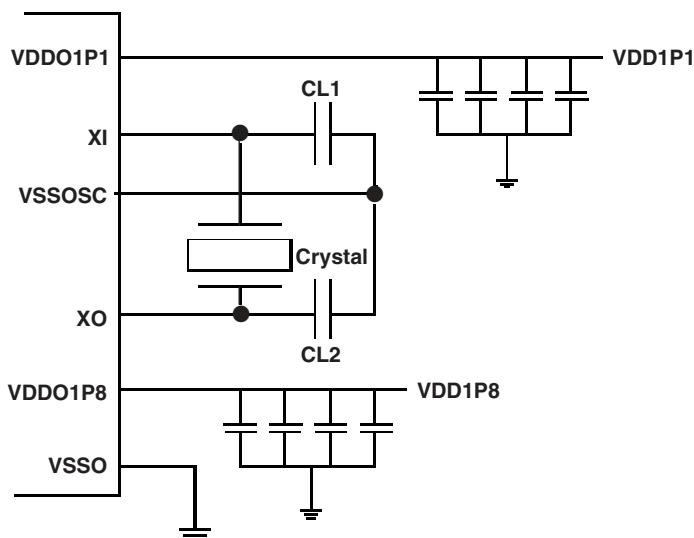 VDDO1P1
VDD1P1
CL1
XI
VSSOSC
Crystal
XO
CL2
VDDO1P8
VDD1P8
VSSO